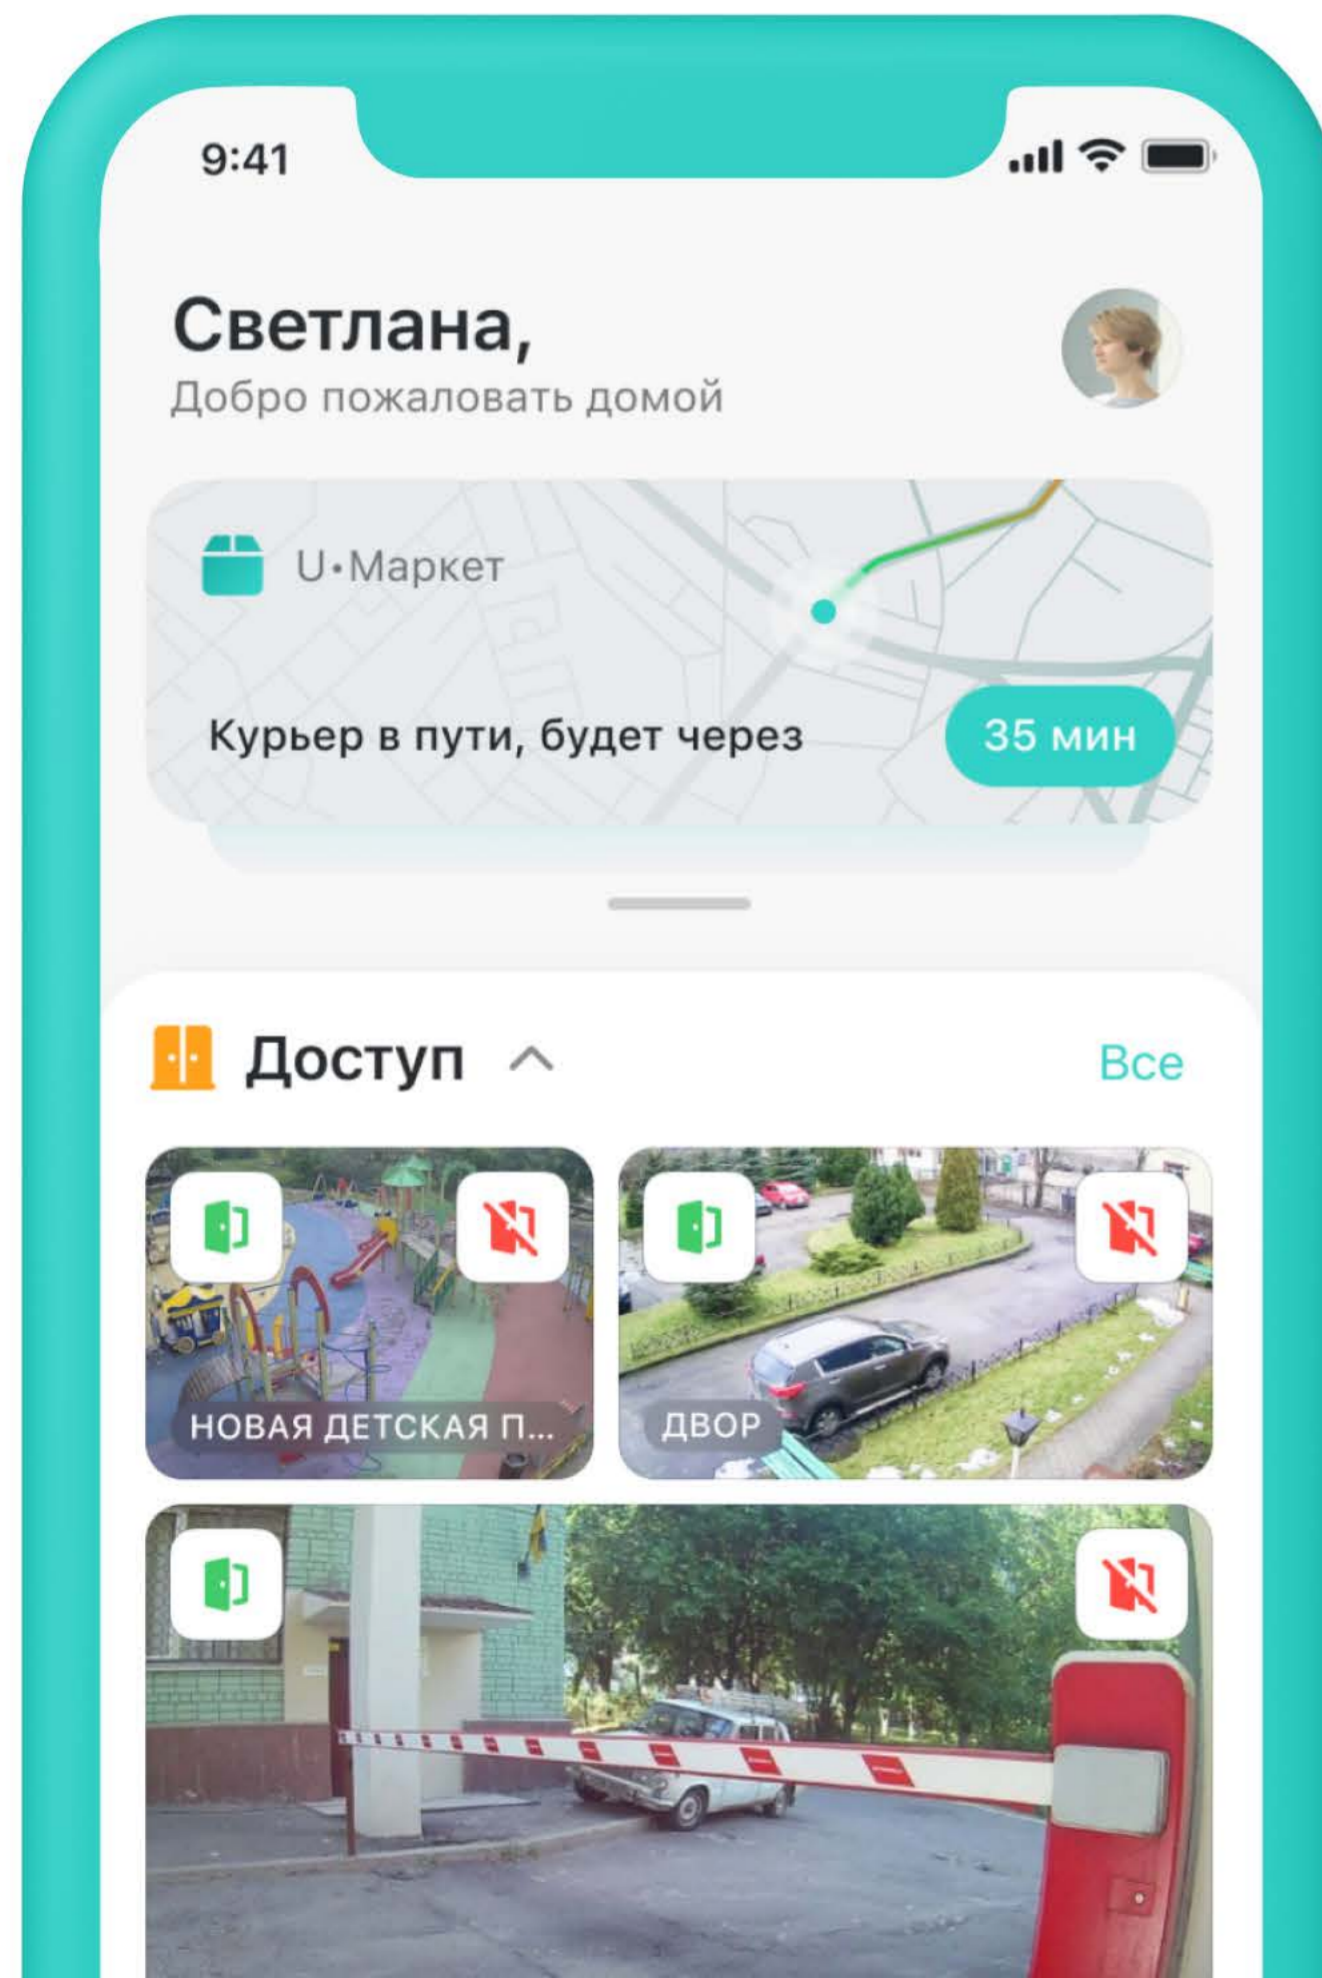 9:41
Светлана,
Добро пожаловать домой
U•Маркет
Курьер в пути, будет через
35 мин
Доступ
Все
НОВАЯ ДЕТСКАЯ П...
ДВОР